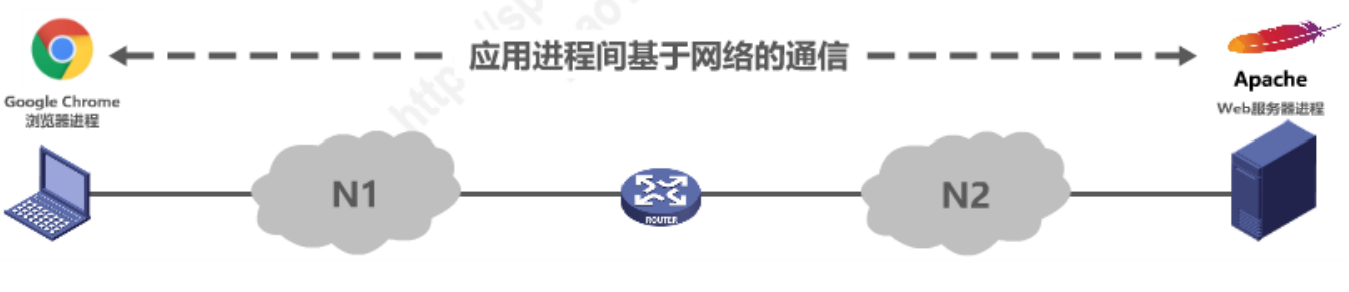 应用进程间基于网络的通信
Google Chrome
浏览器进程
Apache
Web服务器进程
N1
ROUTER
N2